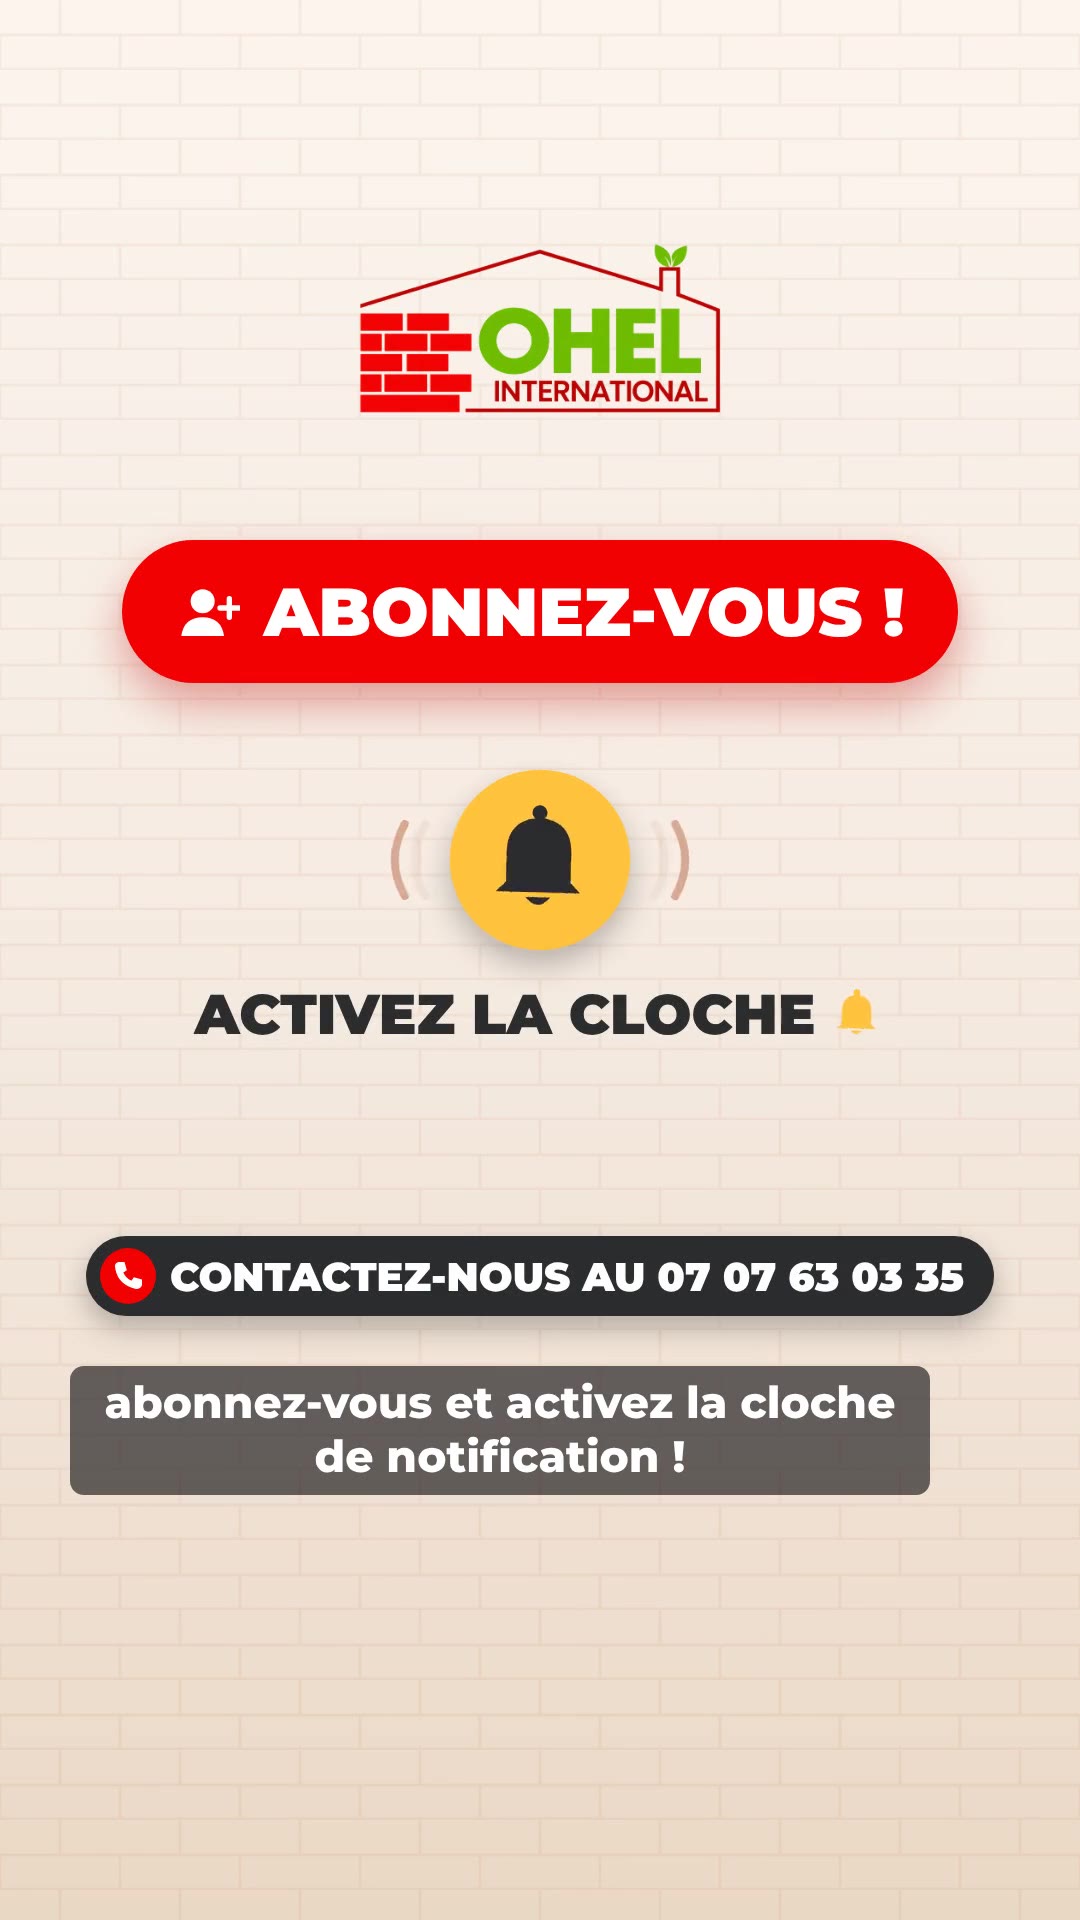 OHEL
INTERNATIONAL
ABONNEZ-VOUS !
ACTIVEZ LA CLOCHE
CONTACTEZ-NOUS AU 07 07 63 03 35
abonnez-vous et activez la cloche
de notification !